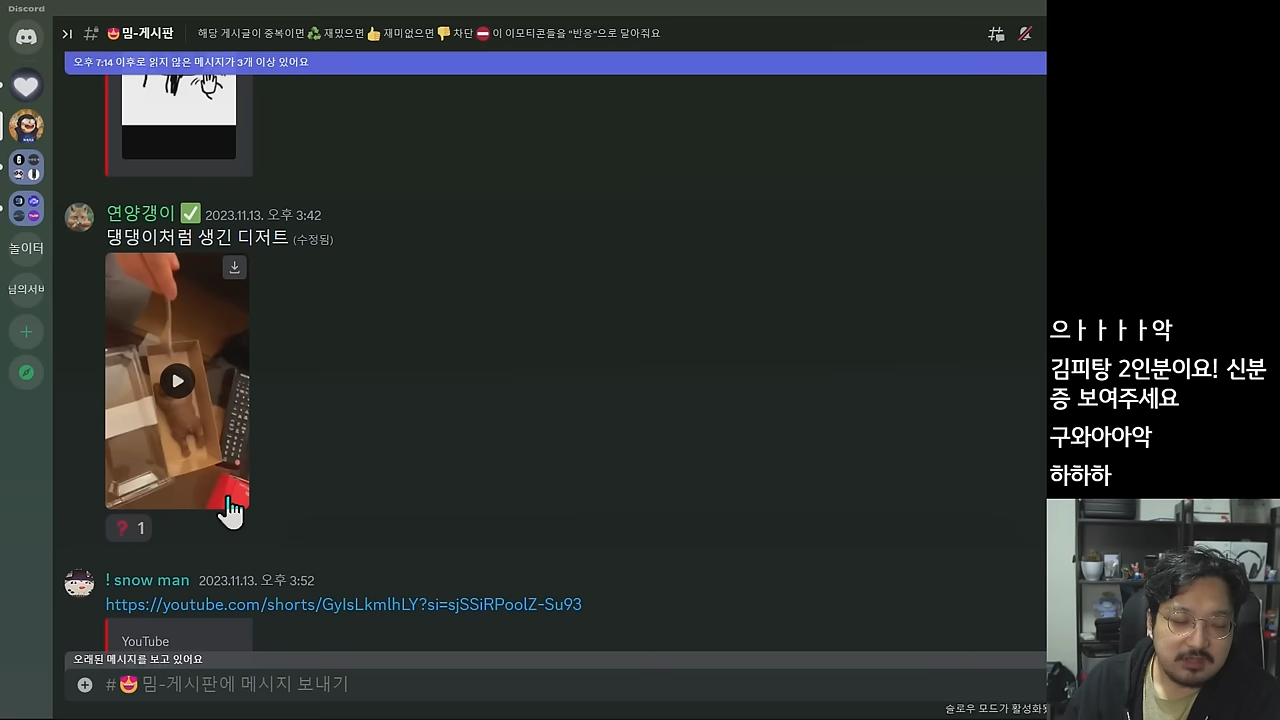 Discord
😍밈-게시판
해당 게시글이 중복이면♻️ 재밌으면👍 재미없으면👎 차단⛔ 이 이모티콘들을 "반응"으로 달아줘요
오후 7:14 이후로 읽지 않은 메시지가 3개 이상 있어요
연양갱이 ✅ 2023.11.13. 오후 3:42
댕댕이처럼 생긴 디저트 (수정됨)
❓ 1
! snow man 2023.11.13. 오후 3:52
https://youtube.com/shorts/GyIsLkmlhLY?si=sjSSiRPoolZ-Su93
YouTube
오래된 메시지를 보고 있어요
#😍밈-게시판에 메시지 보내기
슬로우 모드가 활성화됐
놀이터
님의서버
으ㅏㅏㅏㅏ악
김피탕 2인분이요! 신분
증 보여주세요
구와아아악
하하하